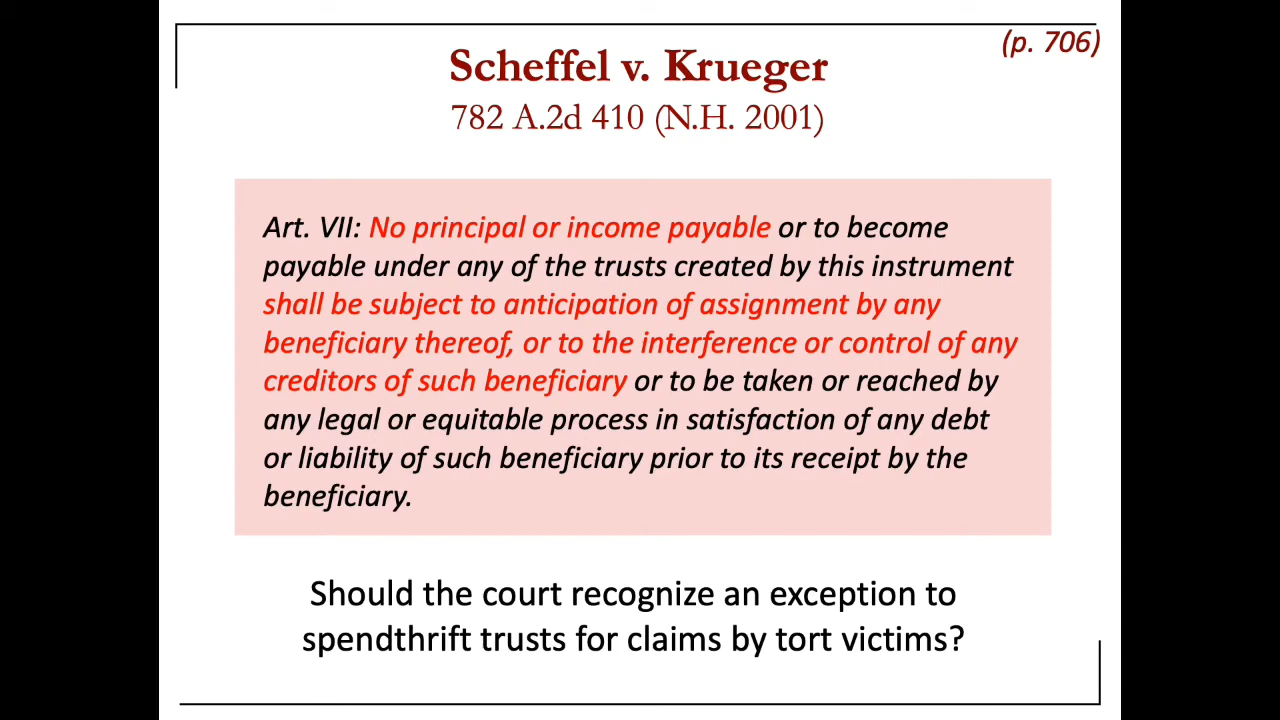 (p. 706)
Scheffel v. Krueger
782 A.2d 410 (N.H. 2001)
Art. VII: No principal or income payable or to become
payable under any of the trusts created by this instrument
shall be subject to anticipation of assignment by any
beneficiary thereof, or to the interference or control of any
creditors of such beneficiary or to be taken or reached by
any legal or equitable process in satisfaction of any debt
or liability of such beneficiary prior to its receipt by the
beneficiary.
Should the court recognize an exception to
spendthrift trusts for claims by tort victims?